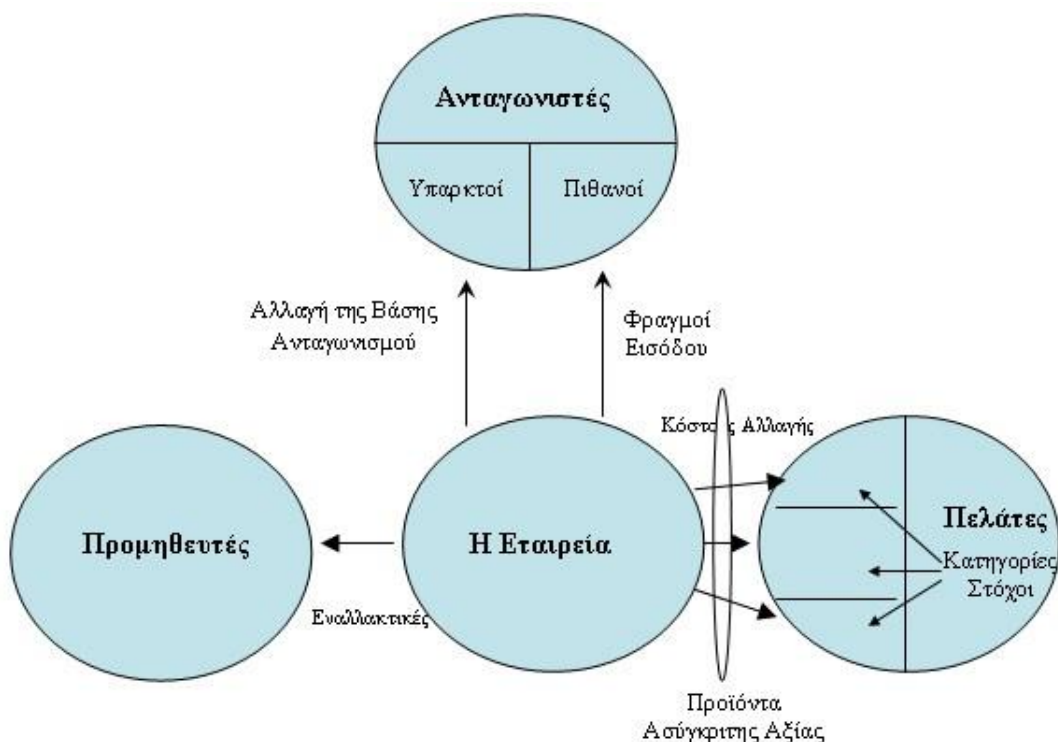 Ανταγωνιστές
Υπαρκτοί
Πιθανοί
Αλλαγή της Βάσης
Ανταγωνισμού
Φραγμοί
Εισόδου
Κόστους Αλλαγής
Προμηθευτές
Η Εταιρεία
Πελάτες
Κατηγορίες
Στόχοι
Εναλλακτικές
Προϊόντα
Ασύγκριτης Αξίας